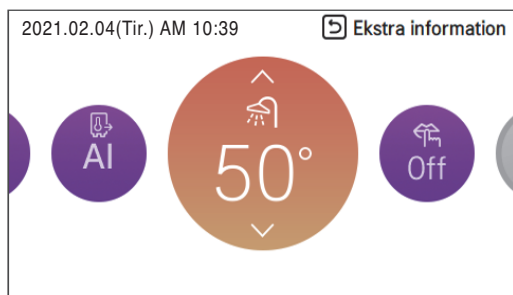 2021.02.04(Tir.) AM 10:39
Ekstra information
AI
50°
Off